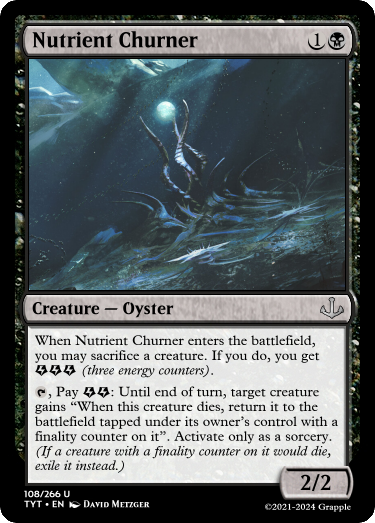 Nutrient Churner 1
Creature — Oyster
When Nutrient Churner enters the battlefield,
you may sacrifice a creature. If you do, you get
(three energy counters).
, Pay : Until end of turn, target creature
gains “When this creature dies, return it to the
battlefield tapped under its owner’s control with a
finality counter on it”. Activate only as a sorcery.
(If a creature with a finality counter on it would die,
exile it instead.)
2/2
108/266 U
TYT • EN David Metzger
©2021-2024 Grapple